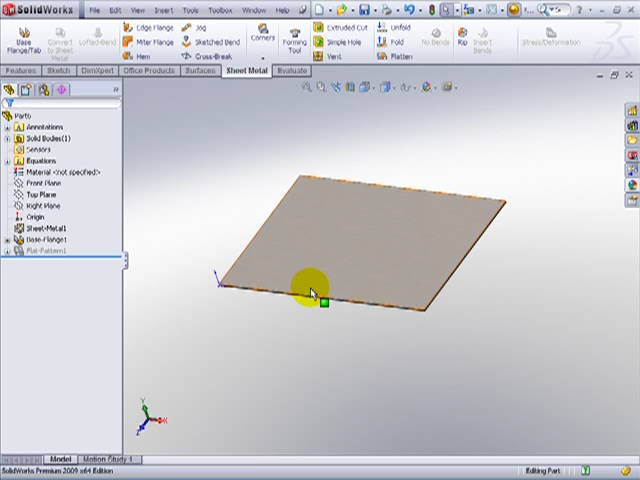 SolidWorks File Edit View Insert Tools Window Help
Base Flange/Tab
Convert to Sheet Metal
Lofted-Bend
Edge Flange
Miter Flange
Hem
Jog
Sketched Bend
Cross-Break
Corners
Forming Tool
Extruded Cut
Simple Hole
Vent
Unfold
Fold
Flatten
No Bends
Rip
Insert Bends
Stress/Deformation
Features Sketch DimXpert Office Products Surfaces Sheet Metal Evaluate
Part6
Annotations
Solid Bodies(1)
Sensors
Equations
Material <not specified>
Front Plane
Top Plane
Right Plane
Origin
Sheet-Metal1
Base-Flange1
Flat-Pattern1
Y
X
Z
Model Motion Study 1
SolidWorks Premium 2009 x64 Edition Editing Part